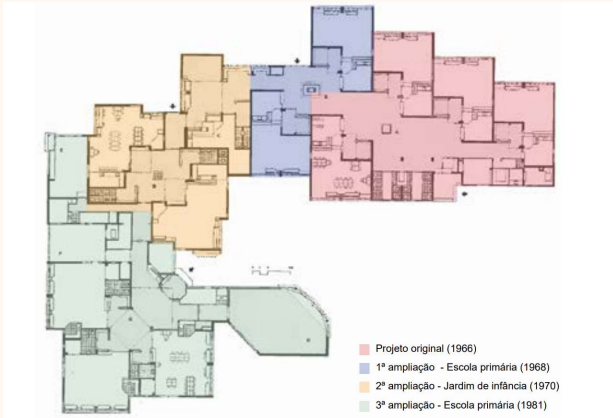 Projeto original (1966)
1ª ampliação - Escola primária (1968)
2ª ampliação - Jardim de infância (1970)
3ª ampliação - Escola primária (1981)